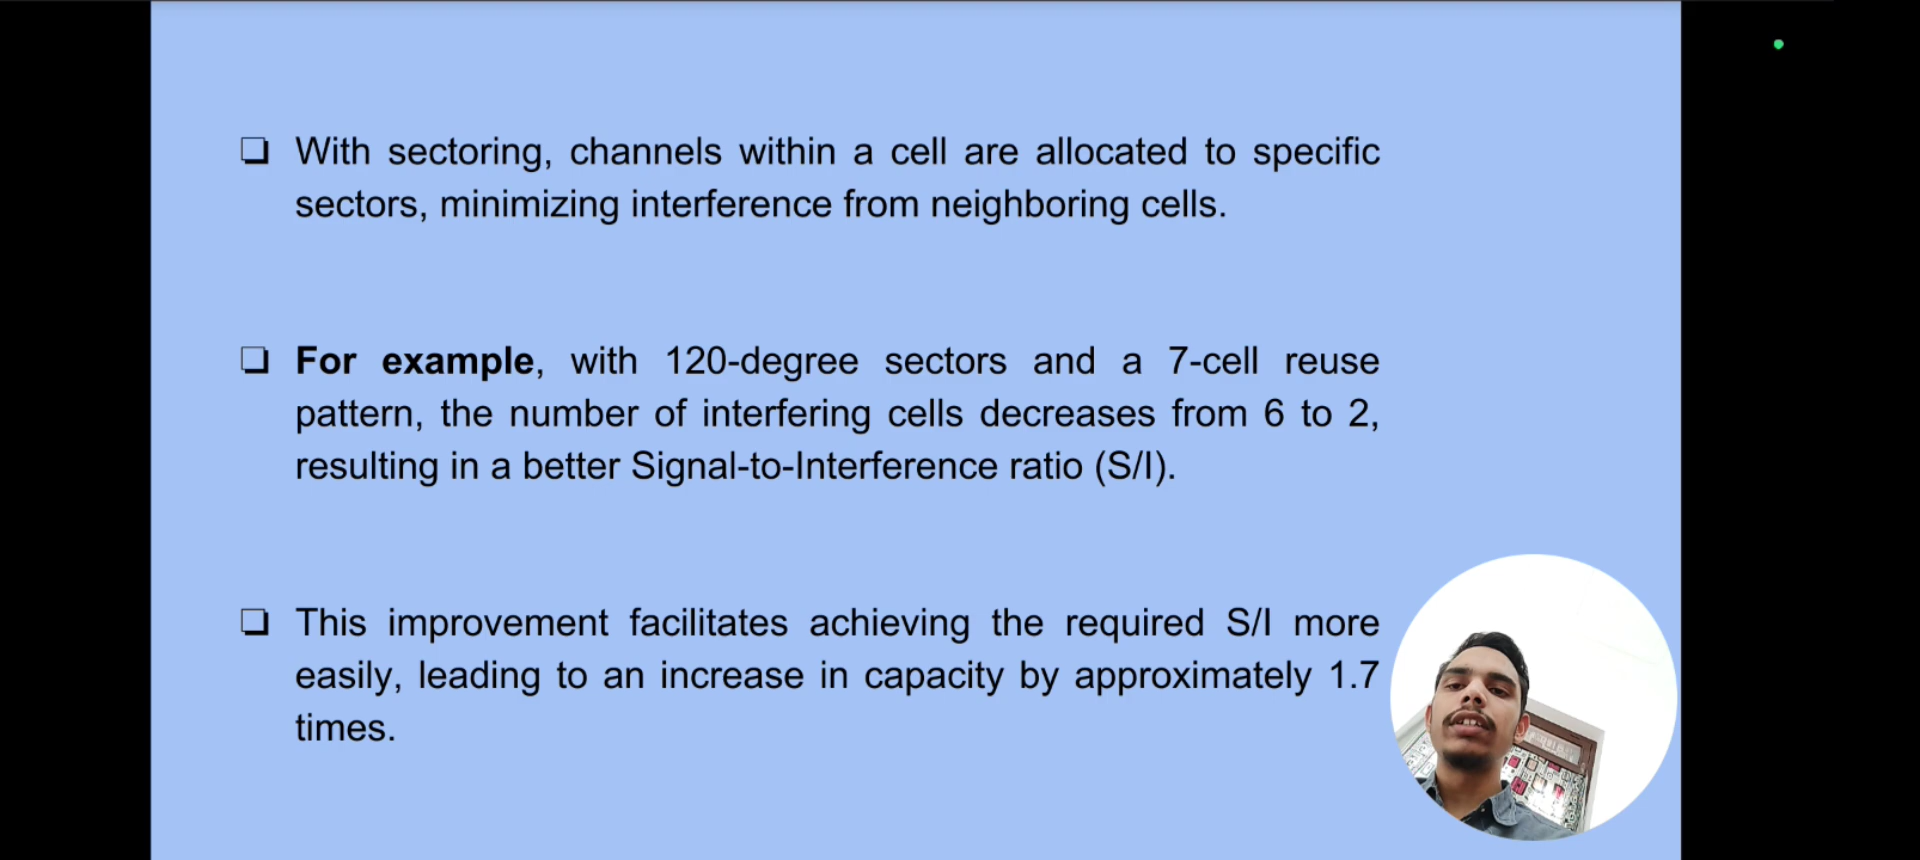 With sectoring, channels within a cell are allocated to specific
sectors, minimizing interference from neighboring cells.
For example, with 120-degree sectors and a 7-cell reuse
pattern, the number of interfering cells decreases from 6 to 2,
resulting in a better Signal-to-Interference ratio (S/I).
This improvement facilitates achieving the required S/I more
easily, leading to an increase in capacity by approximately 1.7
times.